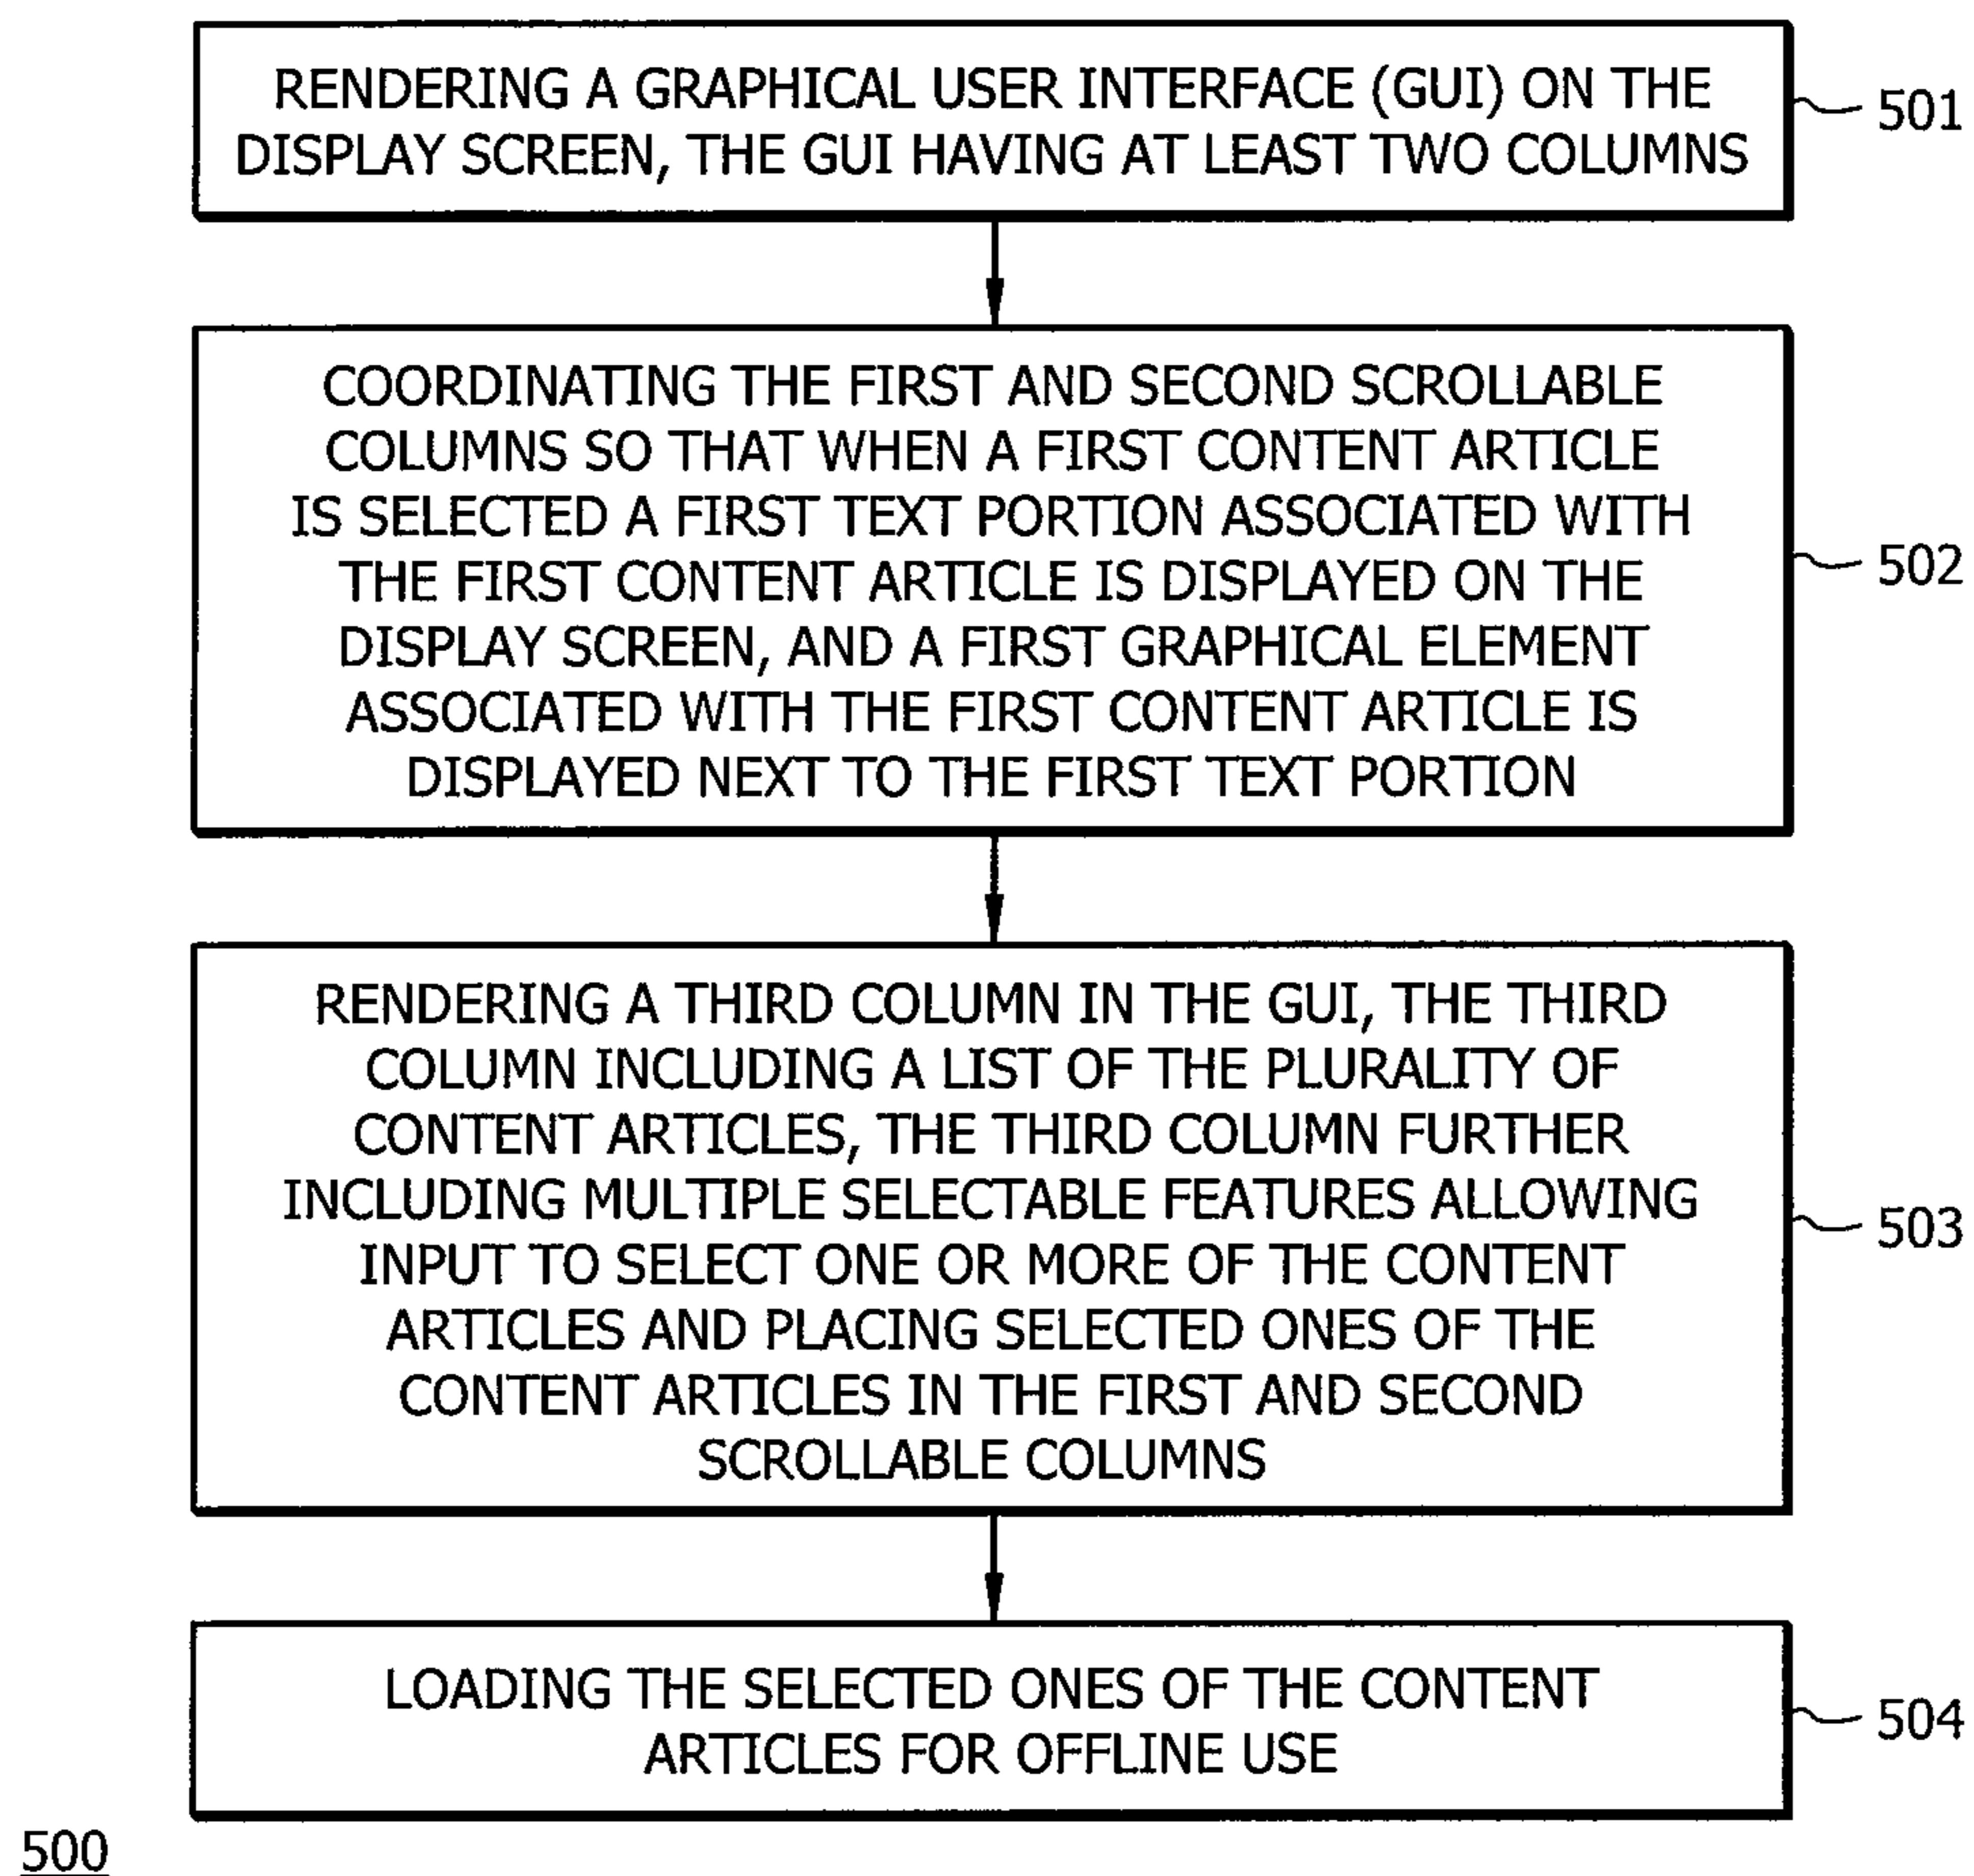 RENDERING A GRAPHICAL USER INTERFACE (GUI) ON THE
DISPLAY SCREEN, THE GUI HAVING AT LEAST TWO COLUMNS
501
COORDINATING THE FIRST AND SECOND SCROLLABLE
COLUMNS SO THAT WHEN A FIRST CONTENT ARTICLE
IS SELECTED A FIRST TEXT PORTION ASSOCIATED WITH
THE FIRST CONTENT ARTICLE IS DISPLAYED ON THE
DISPLAY SCREEN, AND A FIRST GRAPHICAL ELEMENT
ASSOCIATED WITH THE FIRST CONTENT ARTICLE IS
DISPLAYED NEXT TO THE FIRST TEXT PORTION
502
RENDERING A THIRD COLUMN IN THE GUI, THE THIRD
COLUMN INCLUDING A LIST OF THE PLURALITY OF
CONTENT ARTICLES, THE THIRD COLUMN FURTHER
INCLUDING MULTIPLE SELECTABLE FEATURES ALLOWING
INPUT TO SELECT ONE OR MORE OF THE CONTENT
ARTICLES AND PLACING SELECTED ONES OF THE
CONTENT ARTICLES IN THE FIRST AND SECOND
SCROLLABLE COLUMNS
503
LOADING THE SELECTED ONES OF THE CONTENT
ARTICLES FOR OFFLINE USE
504
500